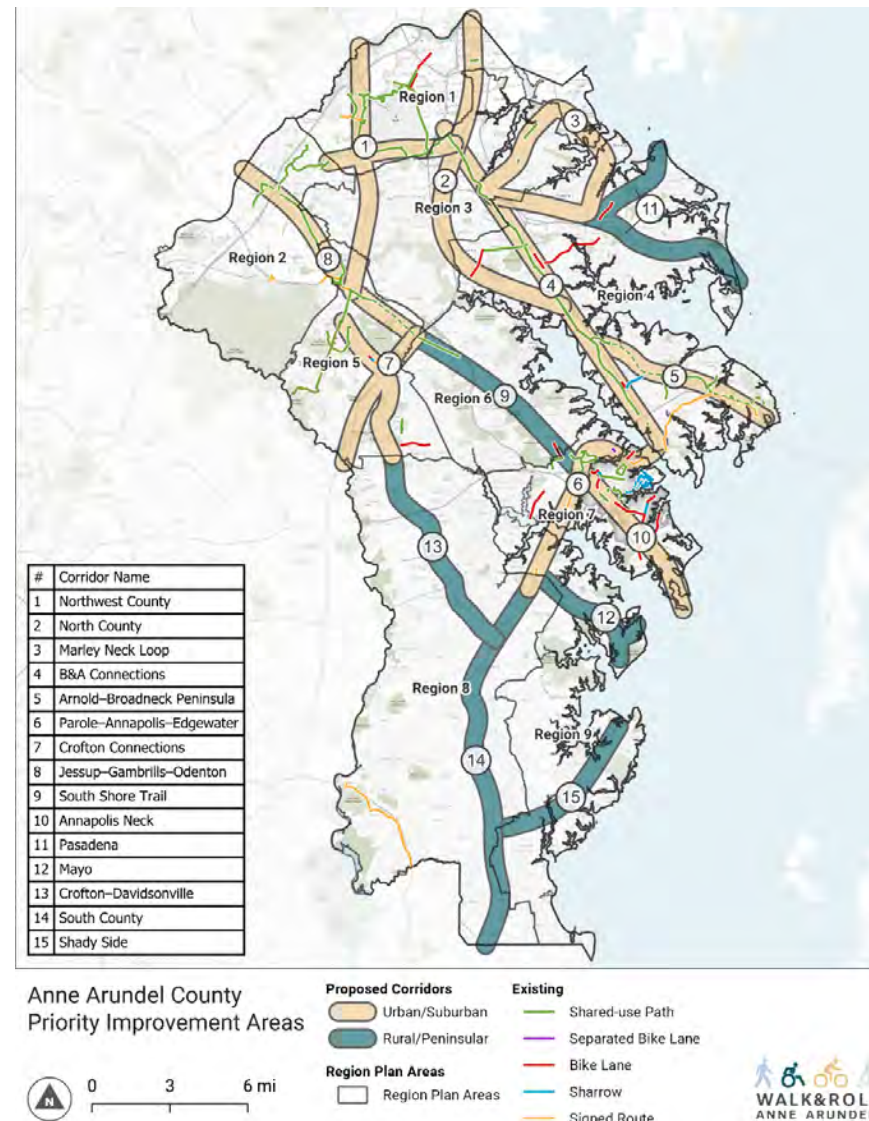 Region 1
3
1
2
Region 3
11
Region 2
8
4
Region 4
Region 5
7
5
Region 6
9
6
Region 7
10
13
12
Region 8
Region 9
14
15
# Corridor Name
1 Northwest County
2 North County
3 Marley Neck Loop
4 B&A Connections
5 Arnold–Broadneck Peninsula
6 Parole–Annapolis–Edgewater
7 Crofton Connections
8 Jessup–Gambrills–Odenton
9 South Shore Trail
10 Annapolis Neck
11 Pasadena
12 Mayo
13 Crofton–Davidsonville
14 South County
15 Shady Side
Anne Arundel County
Priority Improvement Areas
N
0 3 6 mi
Proposed Corridors
Urban/Suburban
Rural/Peninsular
Region Plan Areas
Region Plan Areas
Existing
Shared-use Path
Separated Bike Lane
Bike Lane
Sharrow
Signed Route
WALK&ROL
ANNE ARUNDE